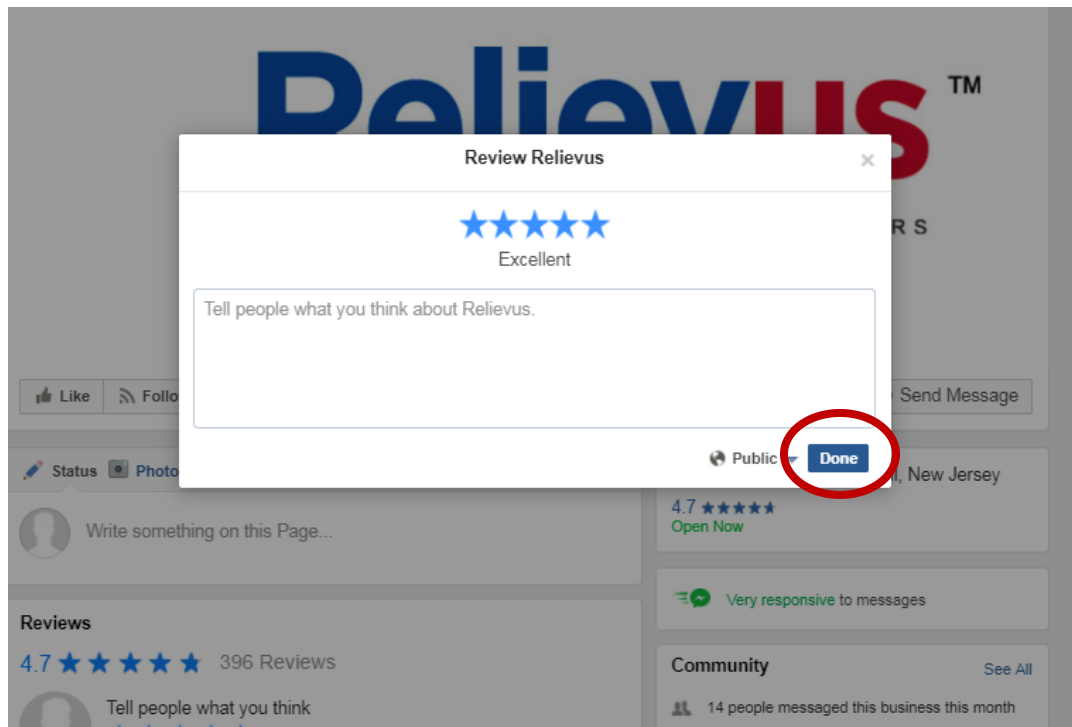 Relievus ™
Review Relievus ×
R S
Excellent
Tell people what you think about Relievus.
Like Follo Send Message
Public Done
Status Photo , New Jersey
4.7
Open Now
Write something on this Page...
Very responsive to messages
Reviews
4.7 396 Reviews
Community See All
Tell people what you think
14 people messaged this business this month